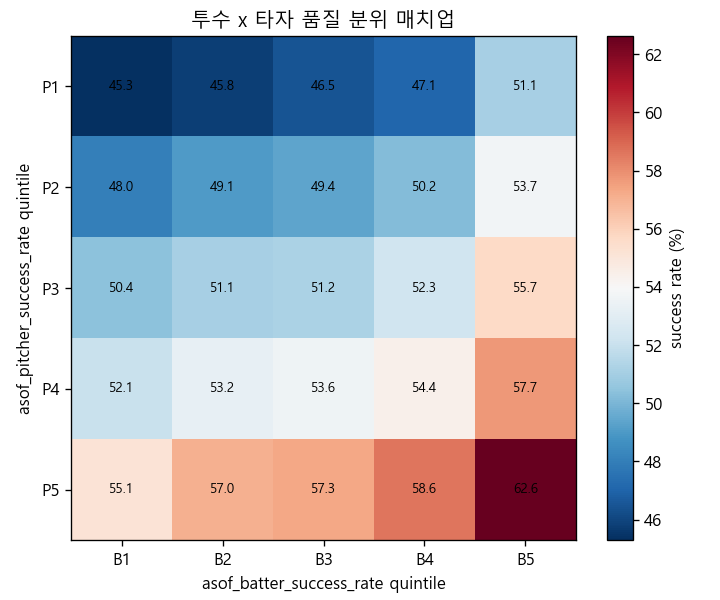 투수 x 타자 품질 분위 매치업
asof_pitcher_success_rate quintile
P1 45.3 45.8 46.5 47.1 51.1
P2 48.0 49.1 49.4 50.2 53.7
P3 50.4 51.1 51.2 52.3 55.7
P4 52.1 53.2 53.6 54.4 57.7
P5 55.1 57.0 57.3 58.6 62.6
B1 B2 B3 B4 B5
asof_batter_success_rate quintile
62
60
58
56
54
52
50
48
46
success rate (%)